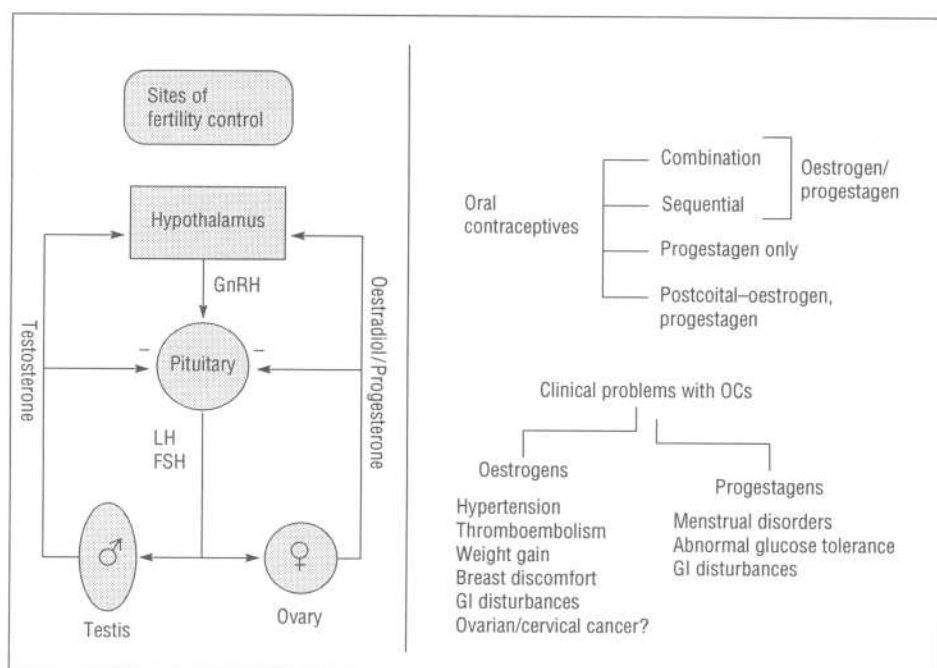 Sites of
fertility control
Hypothalamus
GnRH
Testosterone
Oestradiol/Progesterone
– Pituitary –
LH
FSH
♂
♀
Testis
Ovary
Oral
contraceptives
Combination
Sequential
Oestrogen/
progestagen
Progestagen only
Postcoital–oestrogen,
progestagen
Clinical problems with OCs
Oestrogens
Hypertension
Thromboembolism
Weight gain
Breast discomfort
GI disturbances
Ovarian/cervical cancer?
Progestagens
Menstrual disorders
Abnormal glucose tolerance
GI disturbances